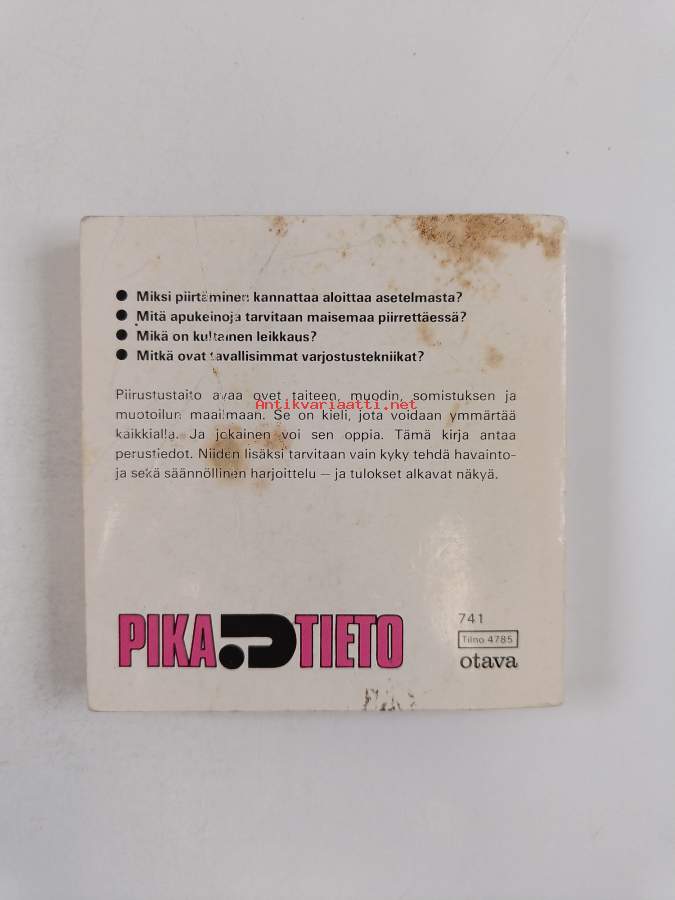 ● Miksi piirtäminen kannattaa aloittaa asetelmasta?
● Mitä apukeinoja tarvitaan maisemaa piirrettäessä?
● Mikä on kultainen leikkaus?
● Mitkä ovat tavallisimmat varjostustekniikat?
Piirustustaito avaa ovet taiteen, muodin, somistuksen ja
Antikvariaatti.net
muotoilun maailmaan. Se on kieli, jota voidaan ymmärtää
kaikkialla. Ja jokainen voi sen oppia. Tämä kirja antaa
perustiedot. Niiden lisäksi tarvitaan vain kyky tehdä havainto-
ja sekä säännöllinen harjoittelu — ja tulokset alkavat näkyä.
PIKA?TIETO
741
Tilno 4785
otava